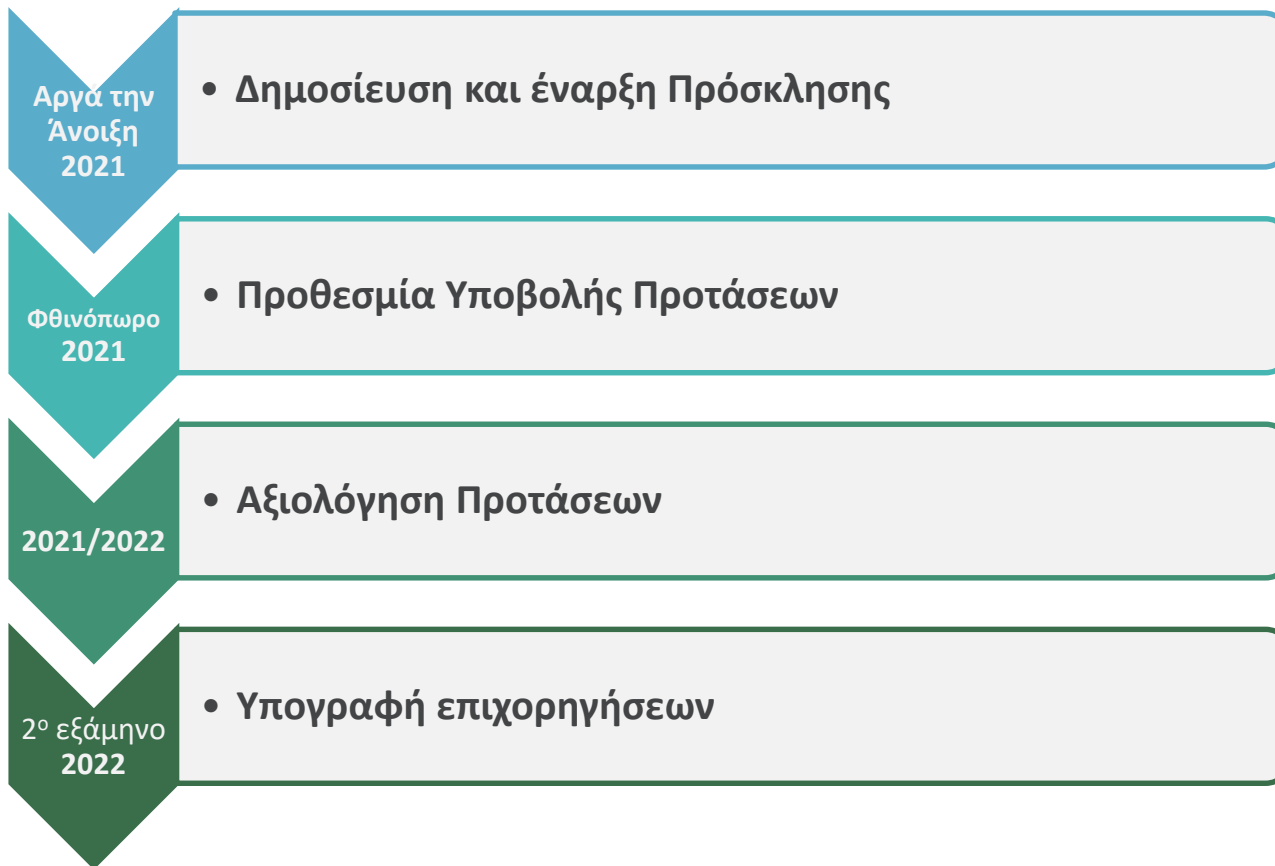 Αργά την
Άνοιξη
2021
• Δημοσίευση και έναρξη Πρόσκλησης
Φθινόπωρο
2021
• Προθεσμία Υποβολής Προτάσεων
2021/2022
• Αξιολόγηση Προτάσεων
2ο εξάμηνο
2022
• Υπογραφή επιχορηγήσεων